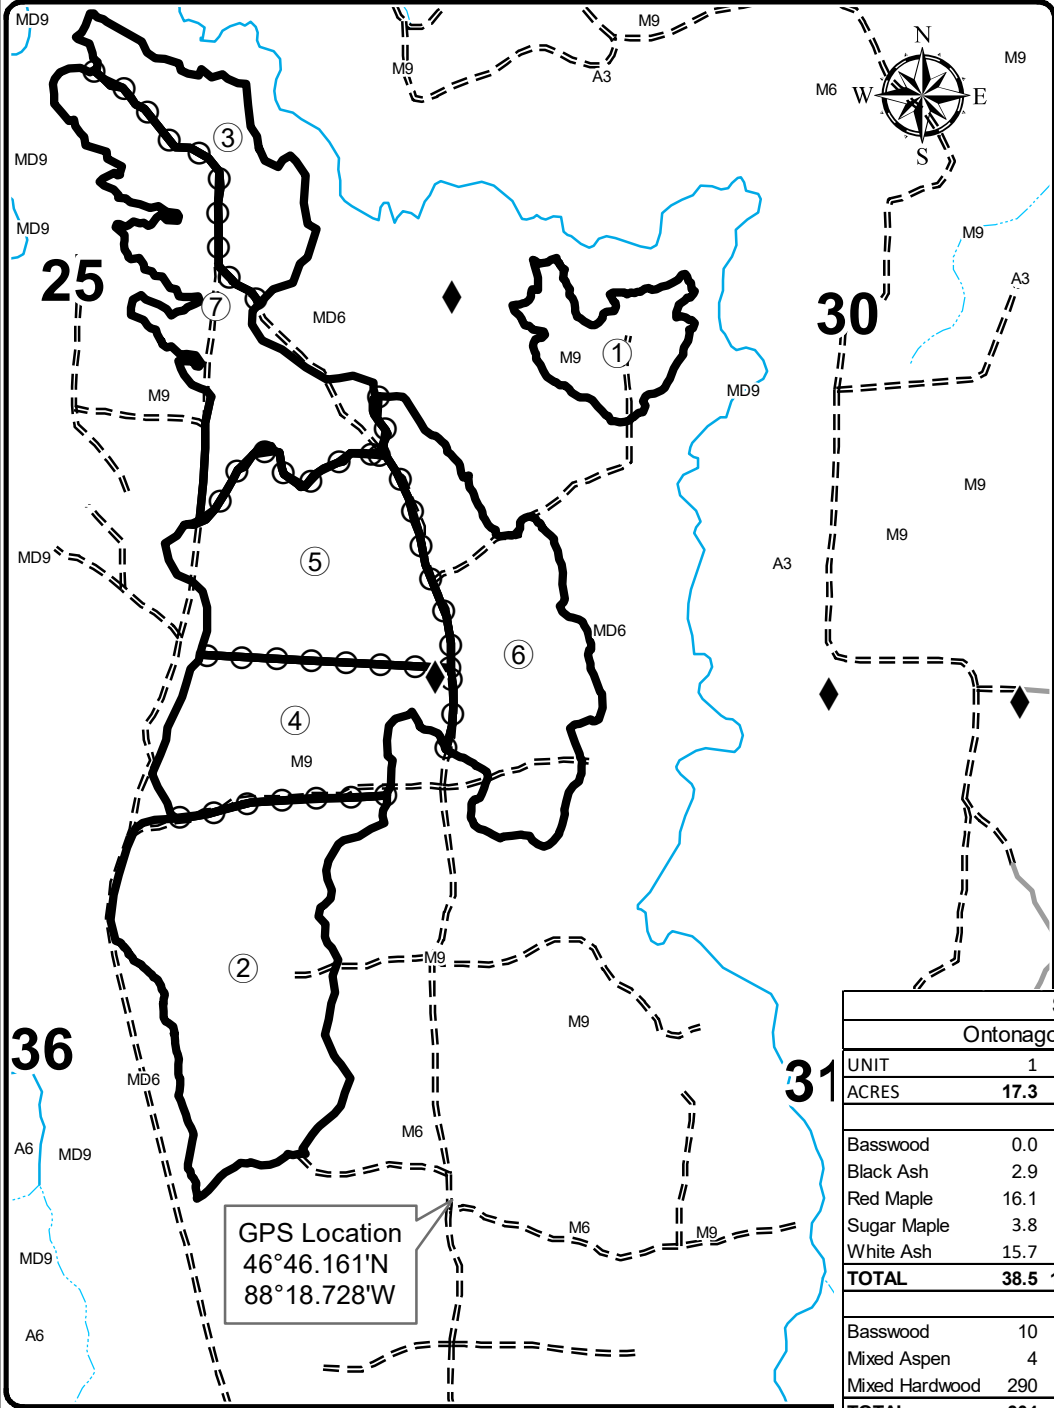 MD9
M9
M9
A3
M6
M9
N
W E
S
MD9
MD9
③
M9
A3
25
⑦
MD6
30
M9
①
MD9
M9
M9
M9
MD9
⑤
A3
MD6
⑥
④
M9
M9
②
M9
36
MD6
31
A6
MD9
M6
M6
M9
MD9
A6
GPS Location
46°46.161'N
88°18.728'W
UNIT 1
ACRES 17.3
Basswood 0.0
Black Ash 2.9
Red Maple 16.1
Sugar Maple 3.8
White Ash 15.7
TOTAL 38.5
Basswood 10
Mixed Aspen 4
Mixed Hardwood 290